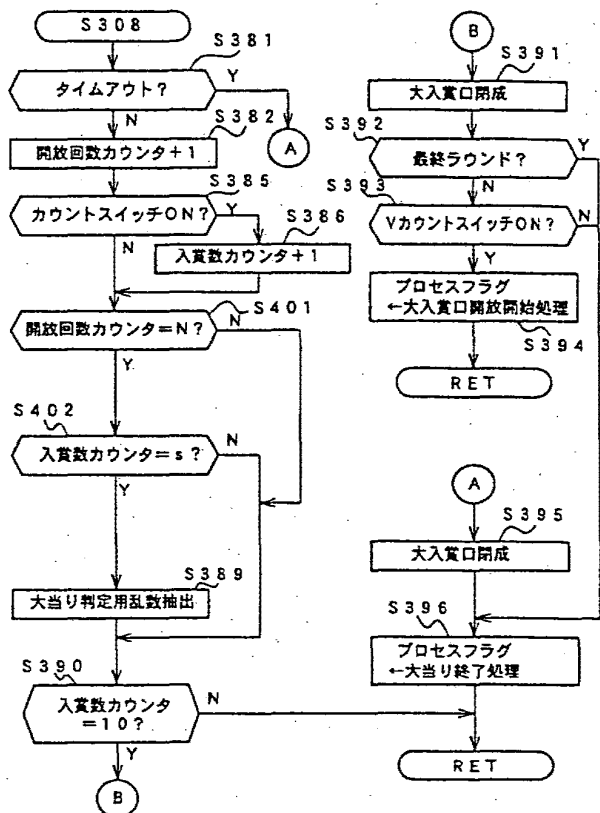 S308
S381
タイムアウト？
Y
N
A
S382
開放回数カウンタ＋1
S385
カウントスイッチON？
Y
N
S386
入賞数カウンタ＋1
S401
開放回数カウンタ＝N？
N
Y
S402
入賞数カウンタ＝s？
N
Y
S389
大当り判定用乱数抽出
S390
入賞数カウンタ
＝10？
N
Y
B
B
S391
大入賞口閉成
S392
最終ラウンド？
Y
N
S393
VカウントスイッチON？
N
Y
プロセスフラグ
←大入賞口開放開始処理
S394
RET
A
S395
大入賞口閉成
S396
プロセスフラグ
←大当り終了処理
RET